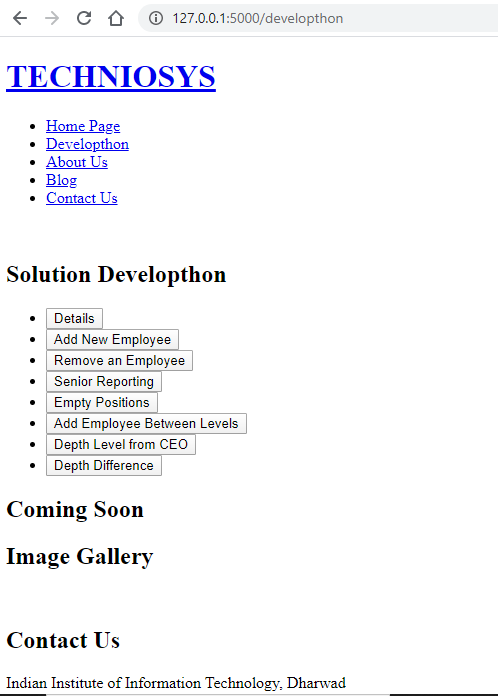 127.0.0.1:5000/developthon
TECHNIOSYS
Home Page
Developthon
About Us
Blog
Contact Us
Solution Developthon
Details
Add New Employee
Remove an Employee
Senior Reporting
Empty Positions
Add Employee Between Levels
Depth Level from CEO
Depth Difference
Coming Soon
Image Gallery
Contact Us
Indian Institute of Information Technology, Dharwad